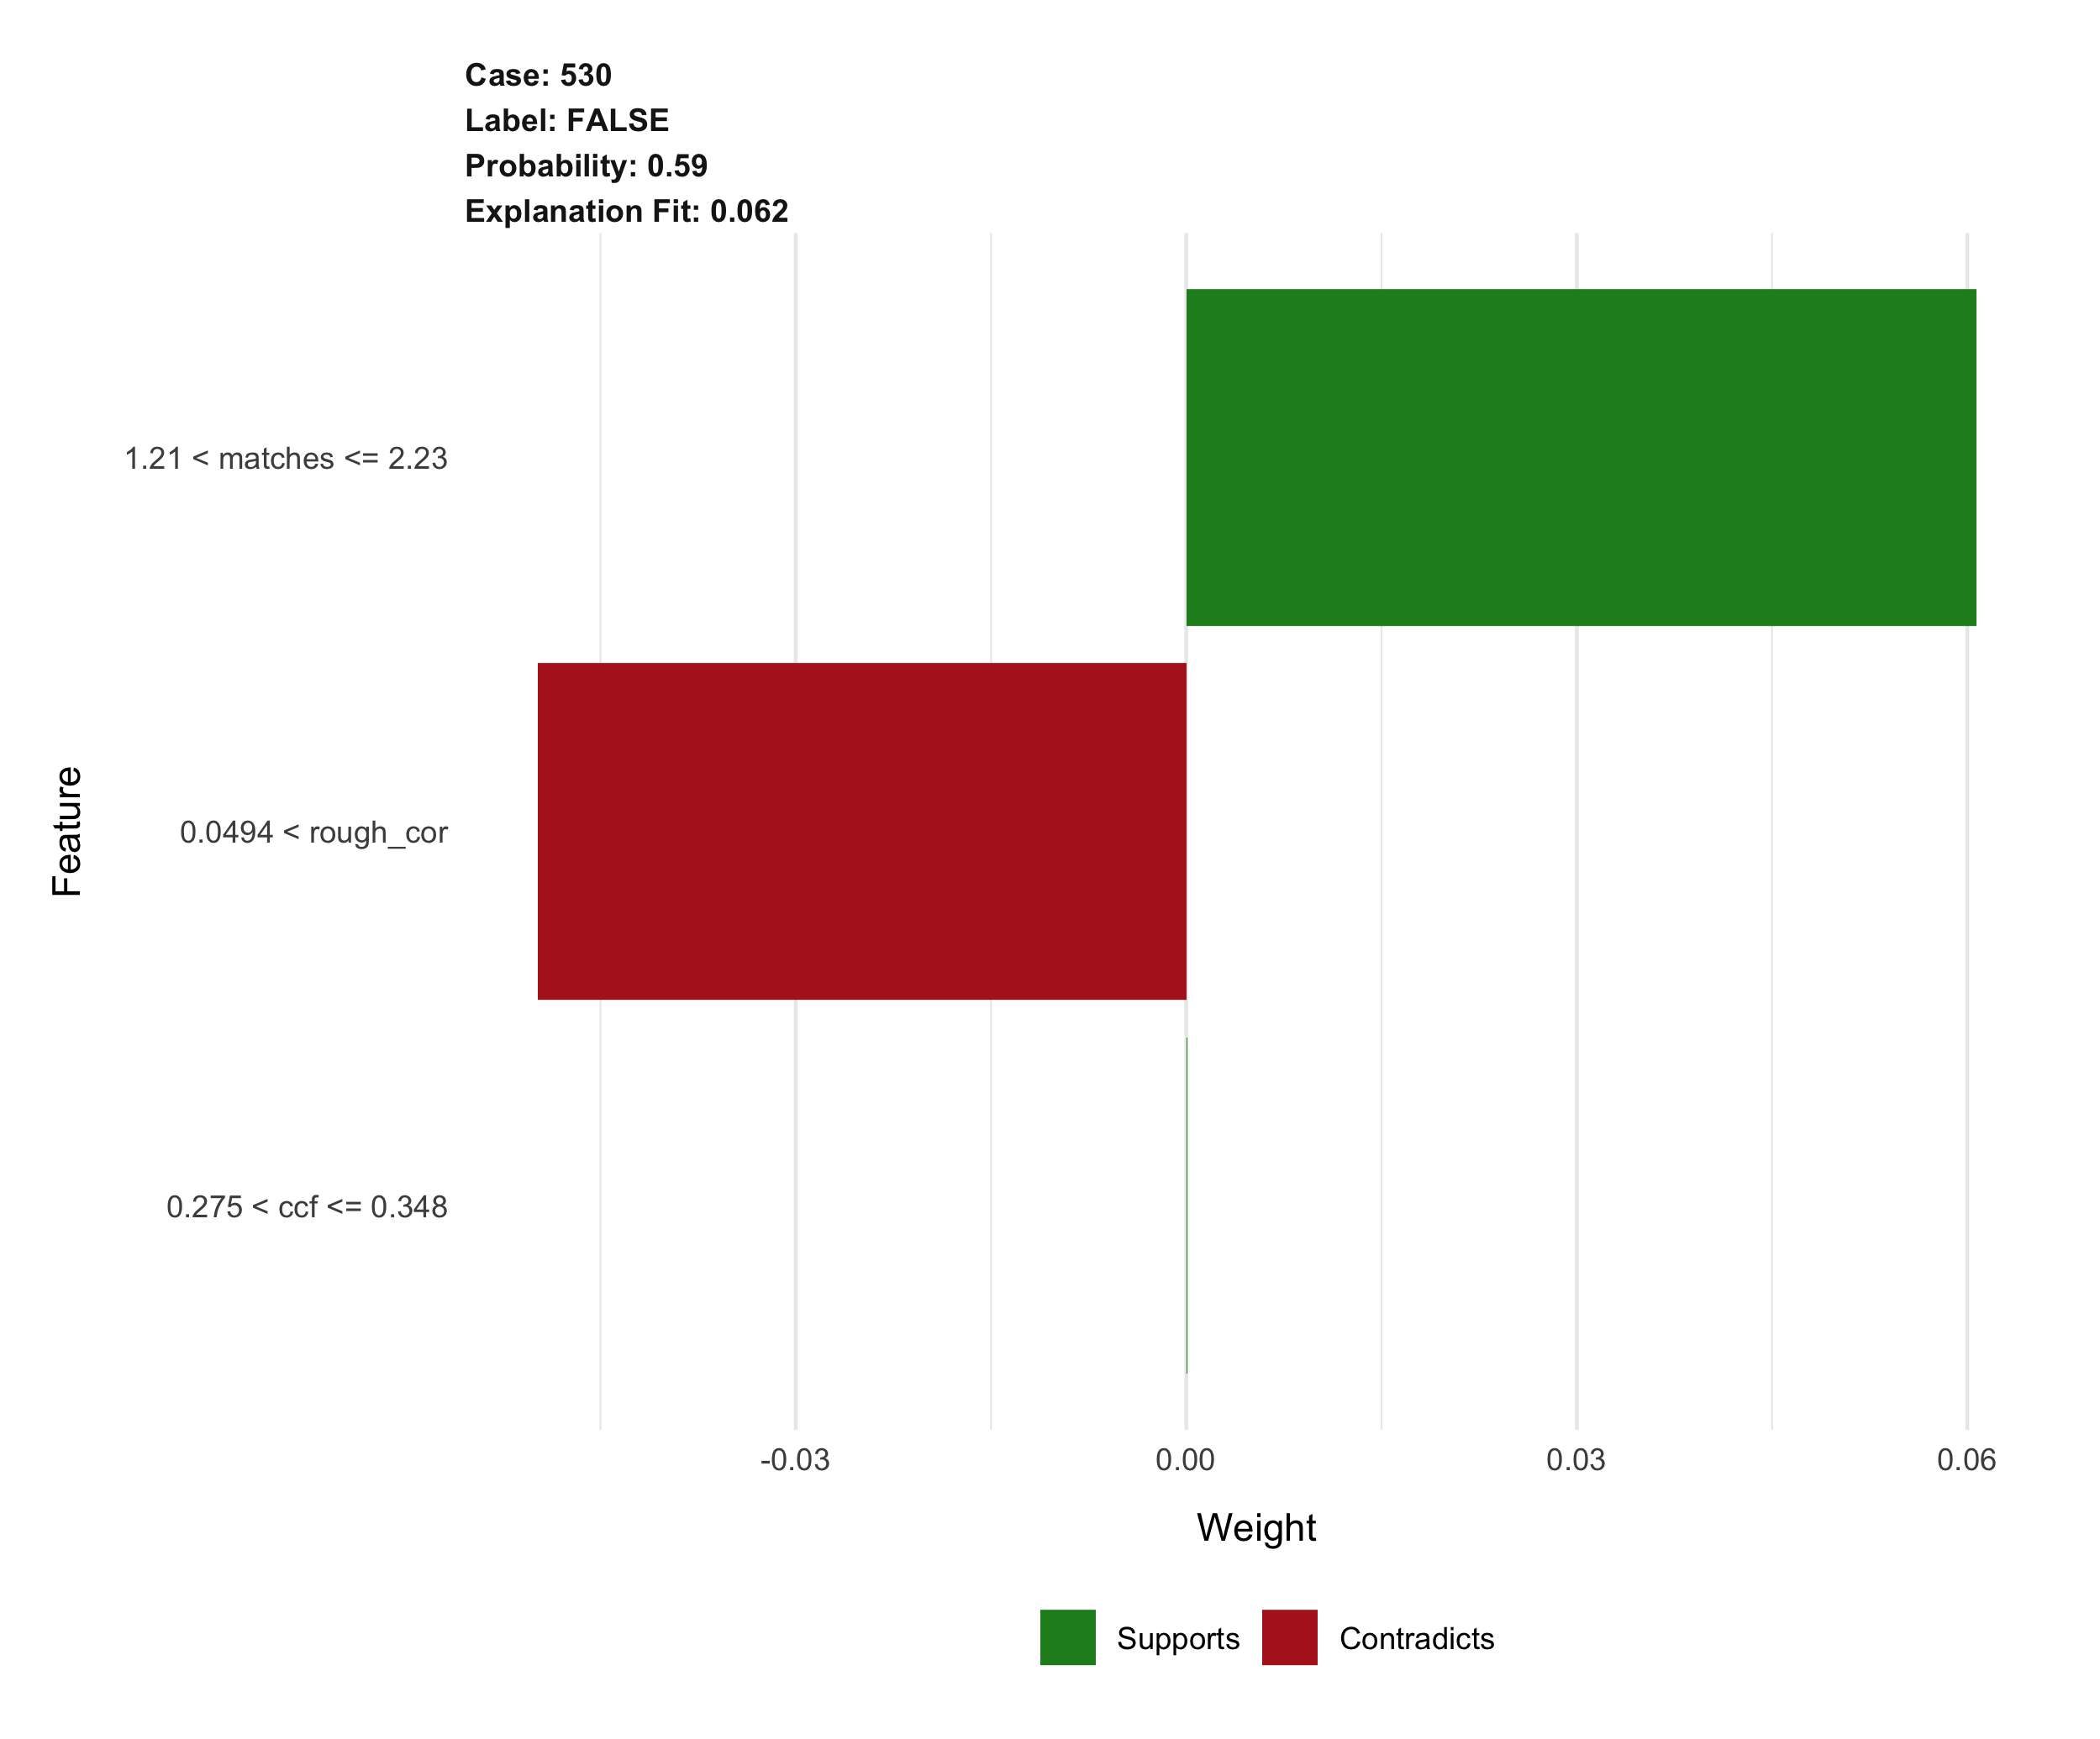 Case: 530
Label: FALSE
Probability: 0.59
Explanation Fit: 0.062
Feature
1.21 < matches <= 2.23
0.0494 < rough_cor
0.275 < ccf <= 0.348
-0.03 0.00 0.03 0.06
Weight
Supports Contradicts